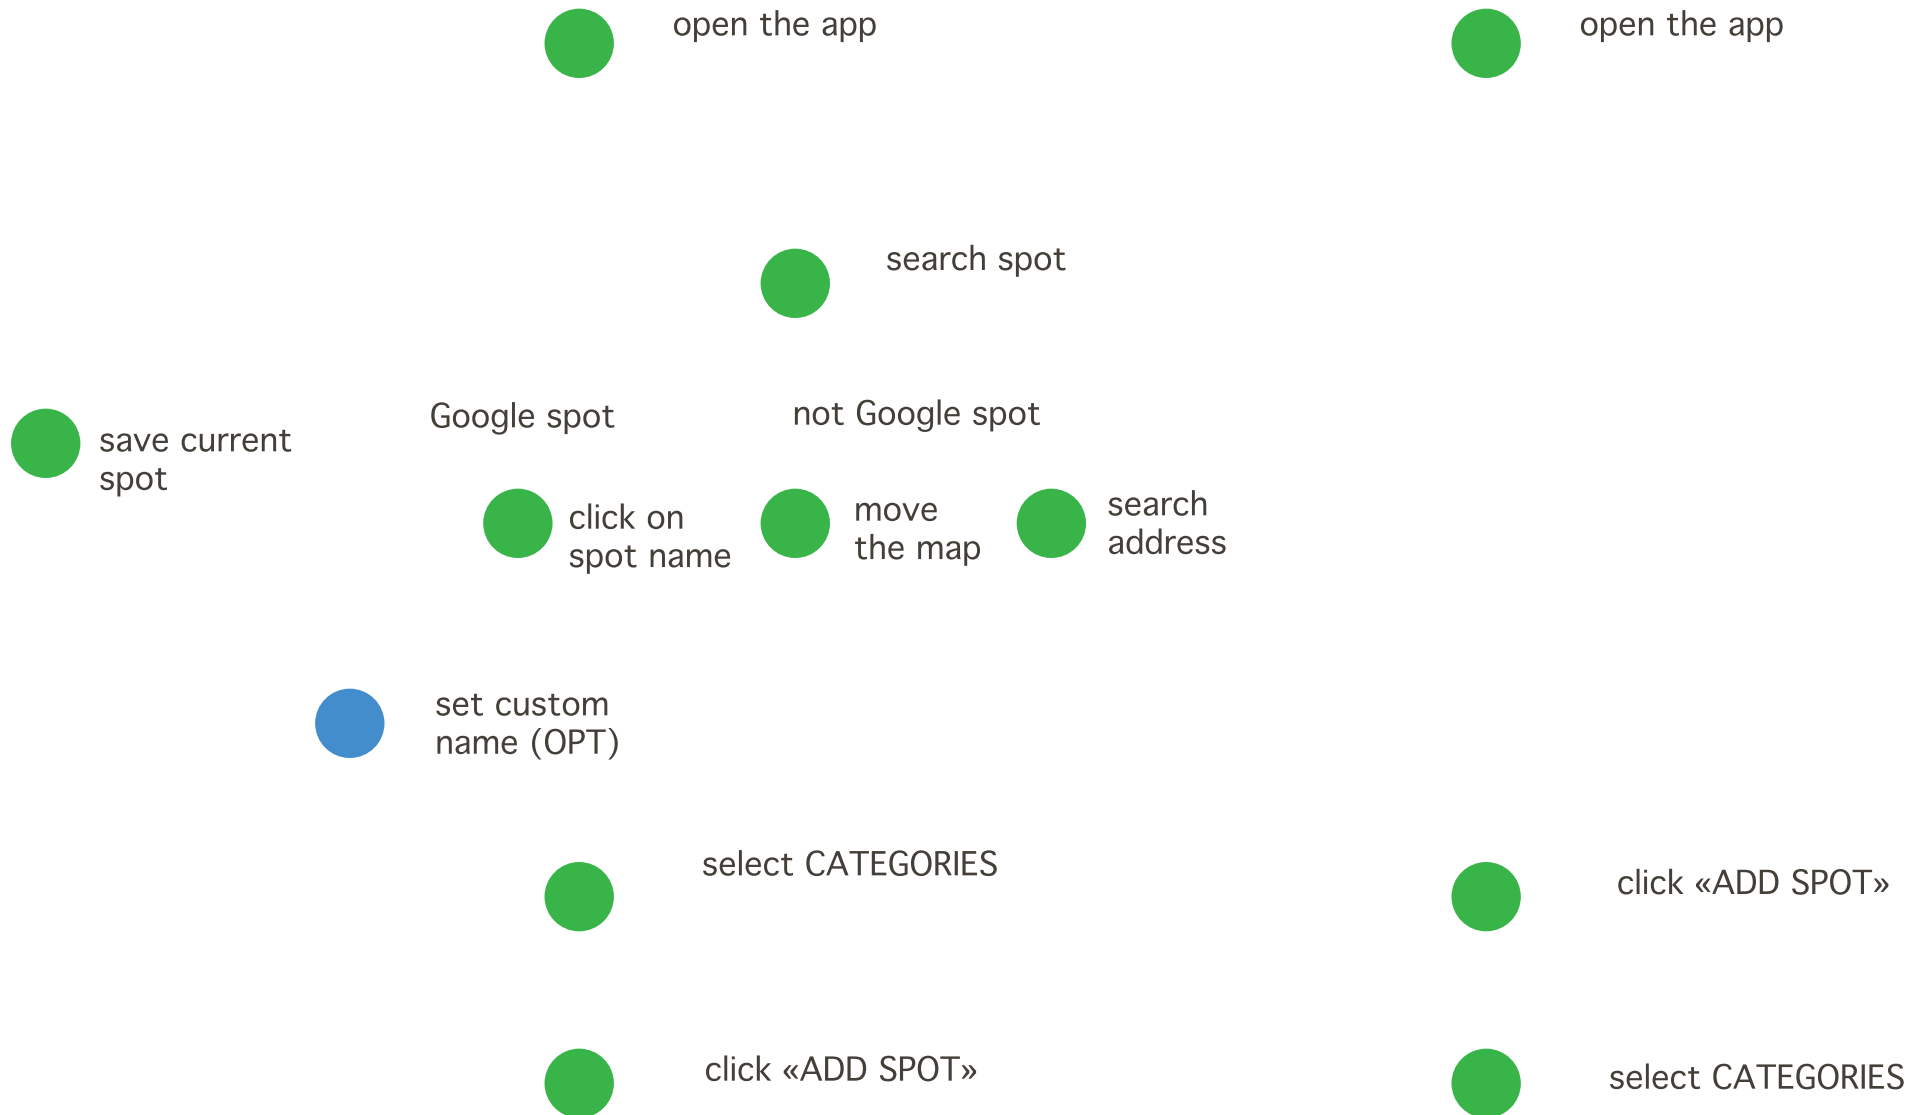 open the app
open the app
search spot
Google spot
not Google spot
save current
spot
click on
spot name
move
the map
search
address
set custom
name (OPT)
select CATEGORIES
click «ADD SPOT»
click «ADD SPOT»
select CATEGORIES